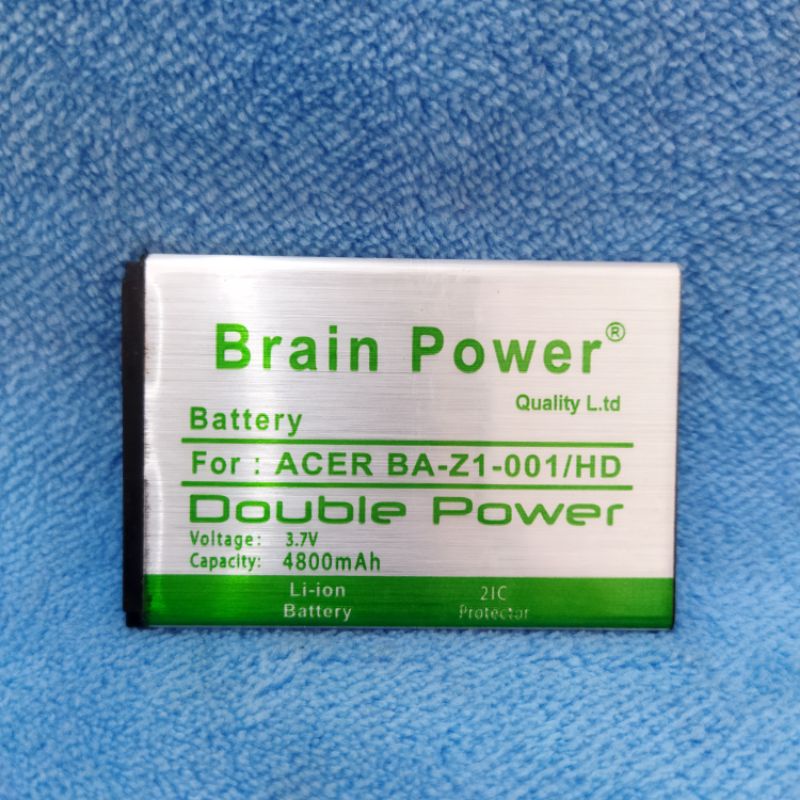 Brain Power®
Quality L.td
Battery
For : ACER BA-Z1-001/HD
Double Power
Voltage: 3.7V
Capacity: 4800mAh
Li-ion 2IC
Battery Protector